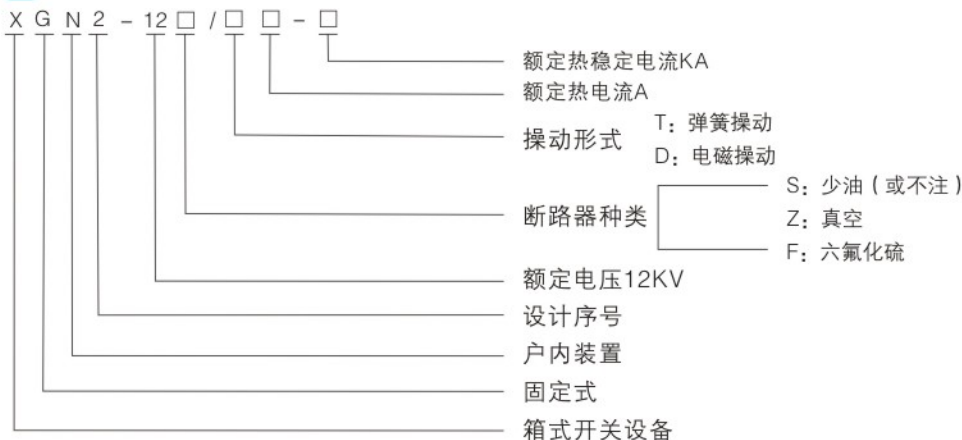 XGN2-12□/□□-□
额定热稳定电流KA
额定热电流A
操动形式
T：弹簧操动
D：电磁操动
断路器种类
S：少油（或不注）
Z：真空
F：六氟化硫
额定电压12KV
设计序号
户内装置
固定式
箱式开关设备